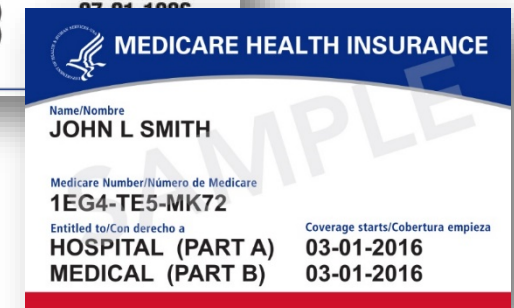 MEDICARE HEALTH INSURANCE
Name/Nombre
JOHN L SMITH
Medicare Number/Número de Medicare
1EG4-TE5-MK72
Entitled to/Con derecho a Coverage starts/Cobertura empieza
HOSPITAL (PART A) 03-01-2016
MEDICAL (PART B) 03-01-2016
SAMPLE